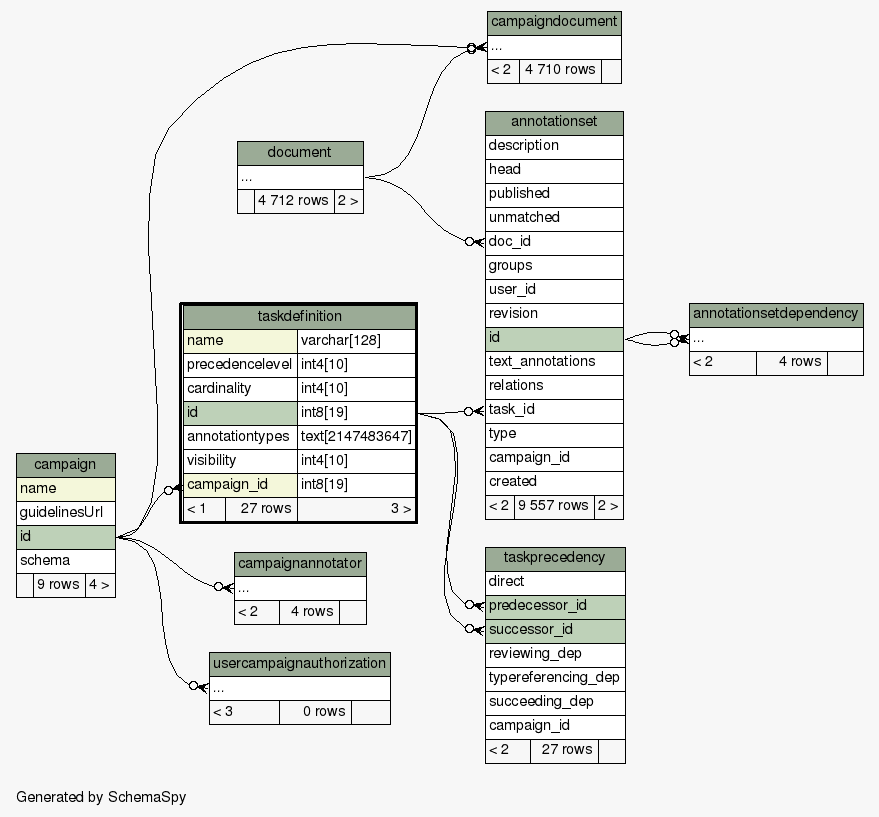 campaigndocument
...
< 2 4 710 rows
document
...
4 712 rows 2 >
annotationset
description
head
published
unmatched
doc_id
groups
user_id
revision
id
text_annotations
relations
task_id
type
campaign_id
created
< 2 9 557 rows 2 >
annotationsetdependency
...
< 2 4 rows
taskdefinition
name varchar[128]
precedencelevel int4[10]
cardinality int4[10]
id int8[19]
annotationtypes text[2147483647]
visibility int4[10]
campaign_id int8[19]
< 1 27 rows 3 >
campaign
name
guidelinesUrl
id
schema
9 rows 4 >
campaignannotator
...
< 2 4 rows
taskprecedency
direct
predecessor_id
successor_id
reviewing_dep
typereferencing_dep
succeeding_dep
campaign_id
< 2 27 rows
usercampaignauthorization
...
< 3 0 rows
Generated by SchemaSpy